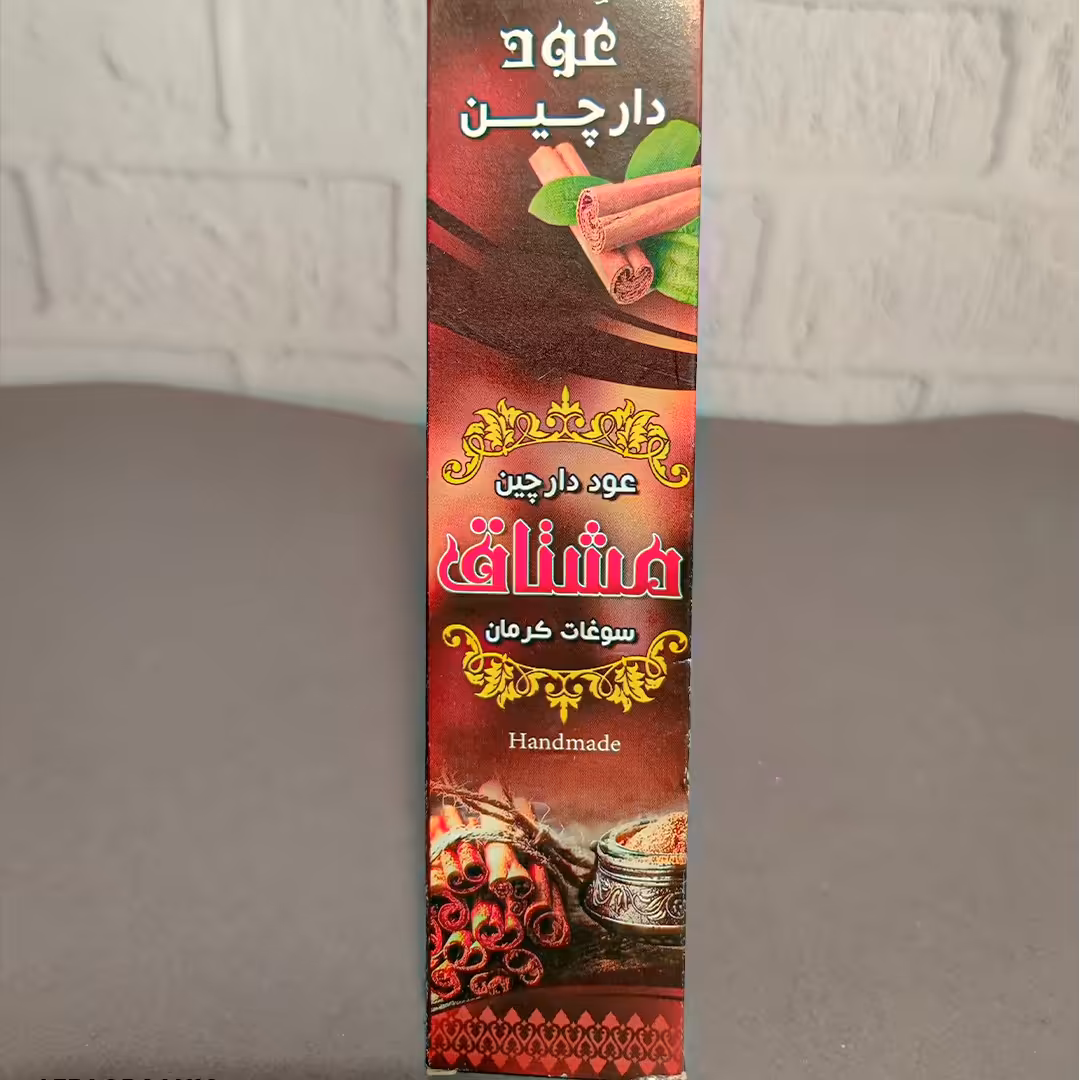 عود
دارچین
عود دارچین
مشتاق
سوغات کرمان
Handmade